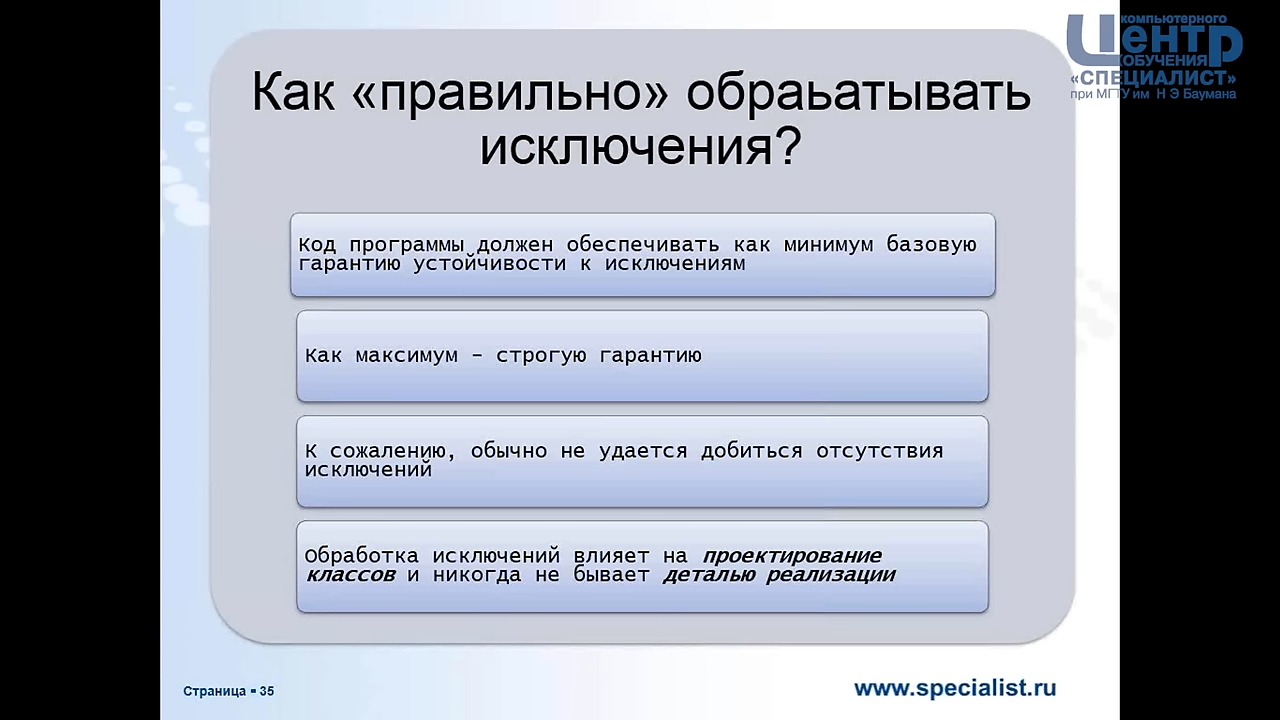 компьютерного
Центр
ОБУЧЕНИЯ
«СПЕЦИАЛИСТ»
при МГТУ им Н Э Баумана
Как «правильно» обраьатывать
исключения?
Код программы должен обеспечивать как минимум базовую
гарантию устойчивости к исключениям
Как максимум – строгую гарантию
К сожалению, обычно не удается добиться отсутствия
исключений
Обработка исключений влияет на проектирование
классов и никогда не бывает деталью реализации
Страница ▪ 35
www.specialist.ru